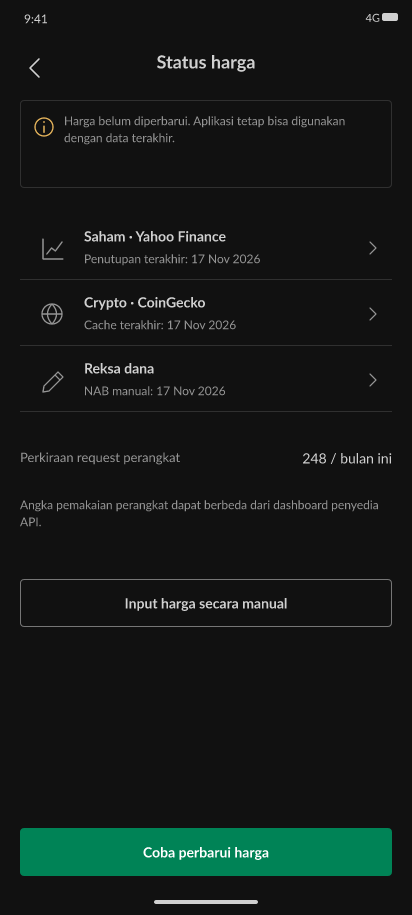 9:41
4G
Status harga
Harga belum diperbarui. Aplikasi tetap bisa digunakan
dengan data terakhir.
Saham · Yahoo Finance
Penutupan terakhir: 17 Nov 2026
Crypto · CoinGecko
Cache terakhir: 17 Nov 2026
Reksa dana
NAB manual: 17 Nov 2026
Perkiraan request perangkat
248 / bulan ini
Angka pemakaian perangkat dapat berbeda dari dashboard penyedia
API.
Input harga secara manual
Coba perbarui harga